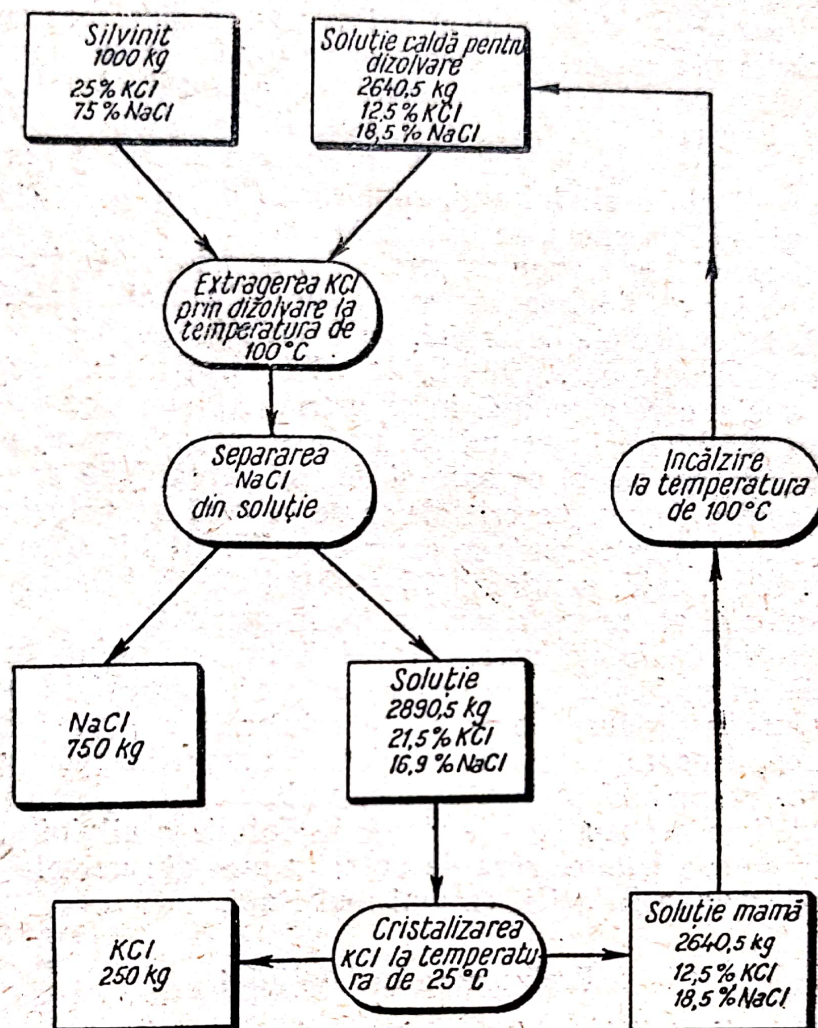 Silvinit
1000 kg
25% KCl
75% NaCl
Soluție caldă pentru
dizolvare
2640,5 kg
12,5% KCl
18,5% NaCl
Extragerea KCl
prin dizolvare la
temperatura de
100°C
Separarea
NaCl
din soluție
Incălzire
la temperatura
de 100°C
NaCl
750 kg
Soluție
2890,5 kg
21,5% KCl
16,9% NaCl
KCl
250 kg
Cristalizarea
KCl la temperatu-
ra de 25°C
Soluție mamă
2640,5 kg
12,5% KCl
18,5% NaCl